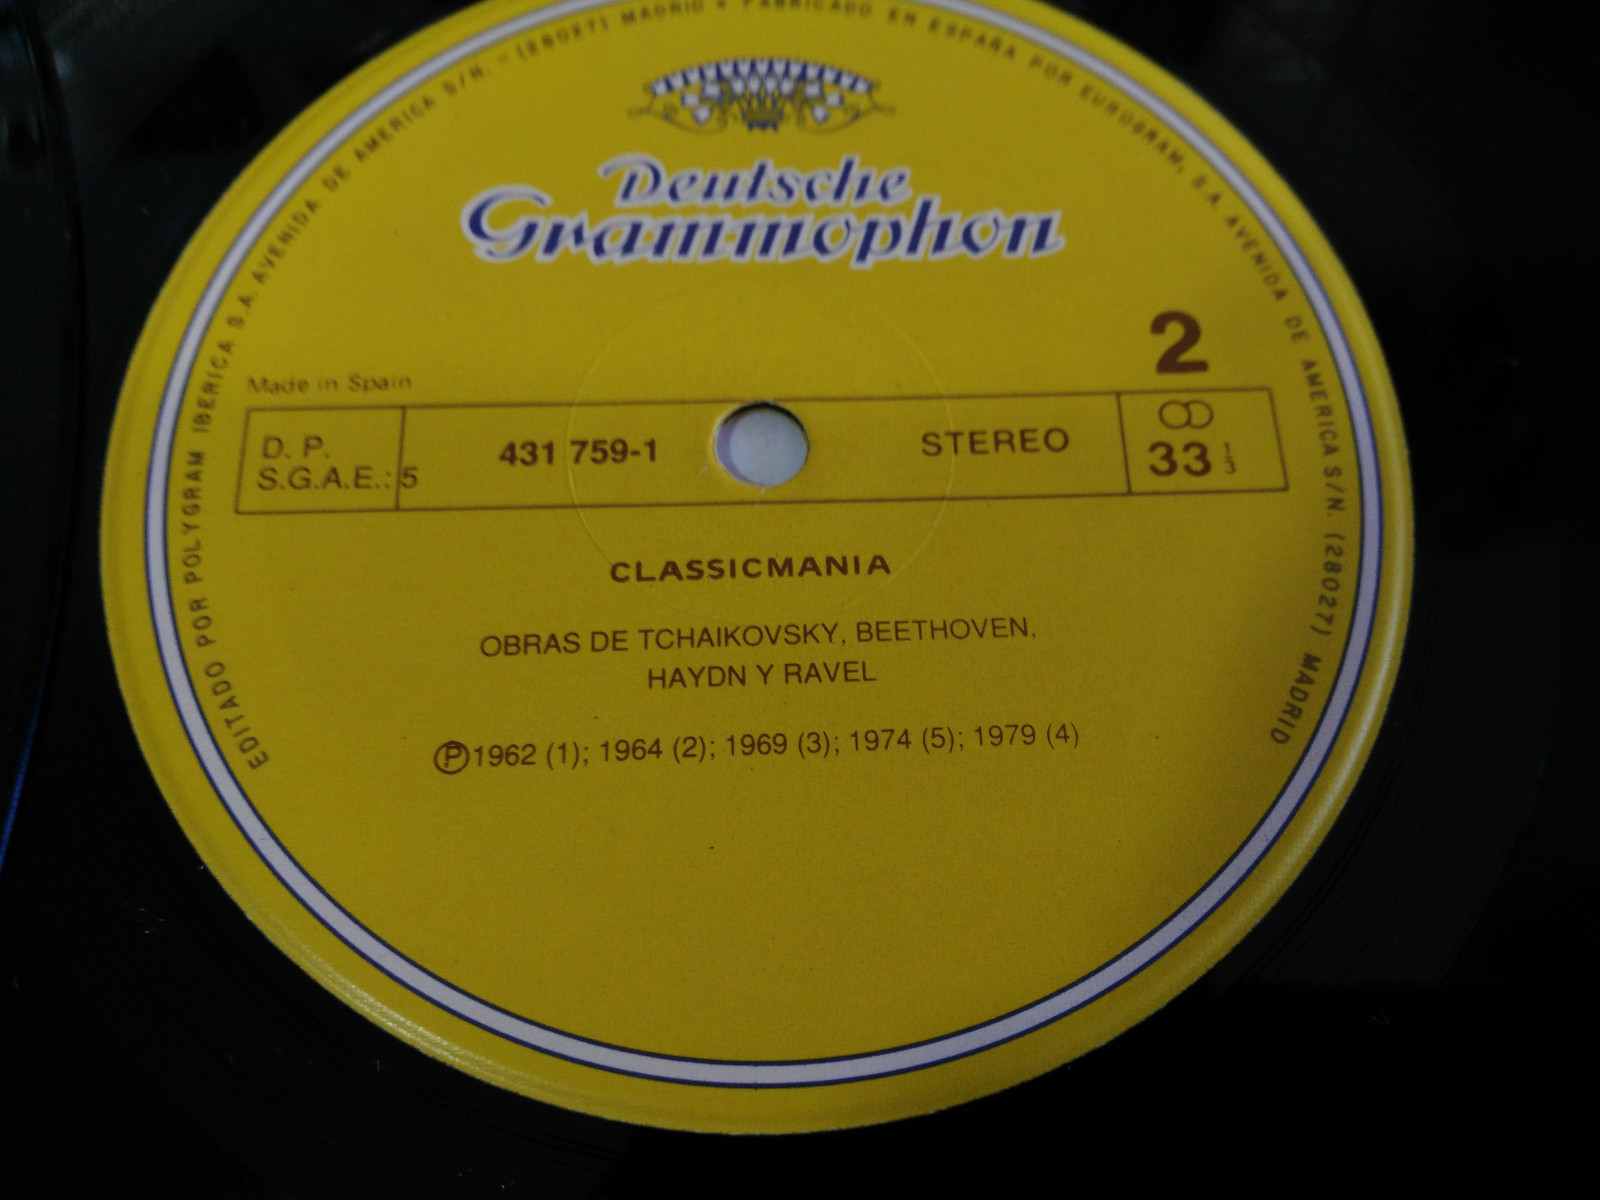 EDITADO POR POLYGRAM IBERICA S.A. AVENIDA DE AMERICA S/N. - (28027) MADRID • FABRICADO EN ESPAÑA POR EUROGRAM, S.A. AVENIDA DE AMERICA S/N. (28027) MADRID
Deutsche
Grammophon
2
Made in Spain
D. P.
S.G.A.E.: 5
431 759-1
STEREO
33 1/3
CLASSICMANIA
OBRAS DE TCHAIKOVSKY, BEETHOVEN,
HAYDN Y RAVEL
Ⓟ1962 (1); 1964 (2); 1969 (3); 1974 (5); 1979 (4)